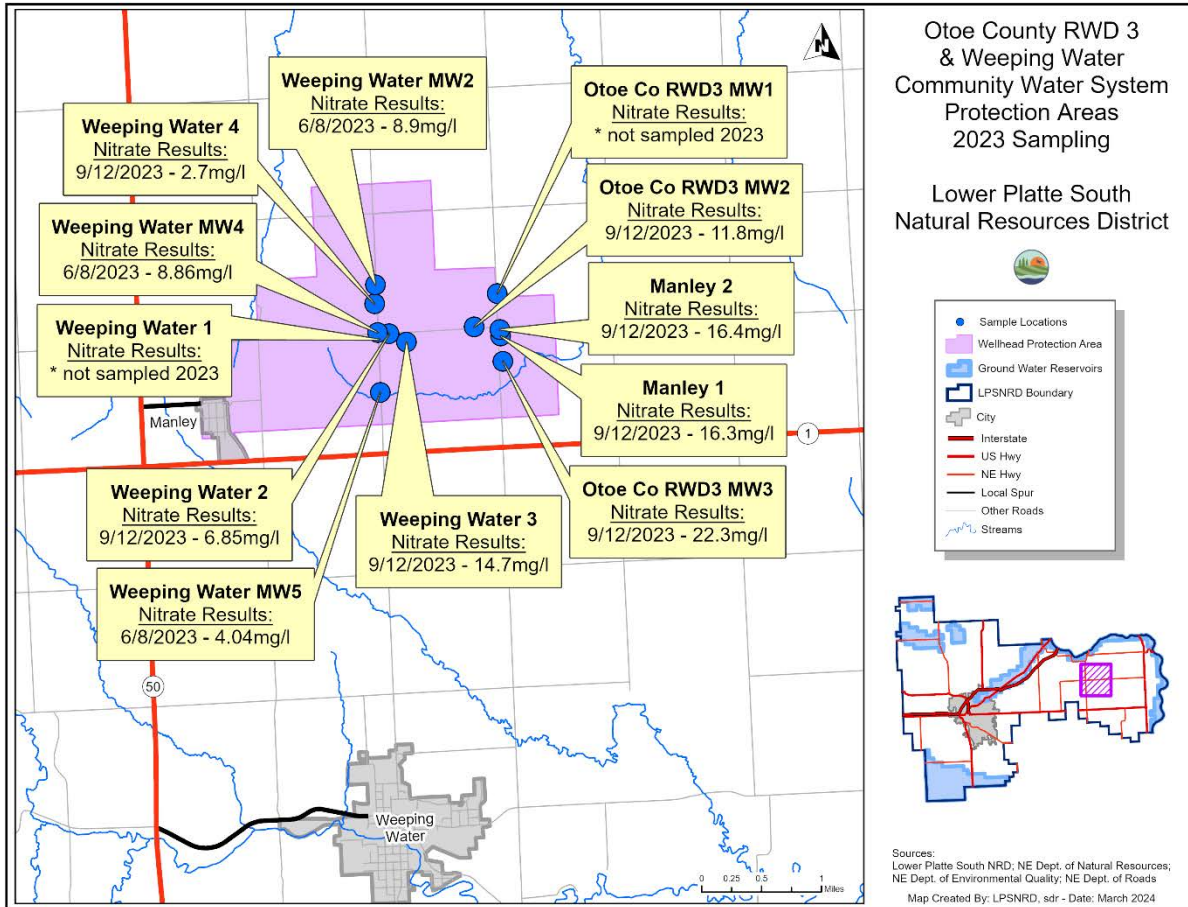 N
Weeping Water MW2
Nitrate Results:
6/8/2023 - 8.9mg/l
Otoe Co RWD3 MW1
Nitrate Results:
* not sampled 2023
Weeping Water 4
Nitrate Results:
9/12/2023 - 2.7mg/l
Otoe Co RWD3 MW2
Nitrate Results:
9/12/2023 - 11.8mg/l
Weeping Water MW4
Nitrate Results:
6/8/2023 - 8.86mg/l
Manley 2
Nitrate Results:
9/12/2023 - 16.4mg/l
Weeping Water 1
Nitrate Results:
* not sampled 2023
Manley 1
Nitrate Results:
9/12/2023 - 16.3mg/l
Manley
1
Weeping Water 2
Nitrate Results:
9/12/2023 - 6.85mg/l
Weeping Water 3
Nitrate Results:
9/12/2023 - 14.7mg/l
Otoe Co RWD3 MW3
Nitrate Results:
9/12/2023 - 22.3mg/l
Weeping Water MW5
Nitrate Results:
6/8/2023 - 4.04mg/l
50
Weeping
Water
0 0.25 0.5 1
Miles
Otoe County RWD 3
& Weeping Water
Community Water System
Protection Areas
2023 Sampling
Lower Platte South
Natural Resources District
Sample Locations
Wellhead Protection Area
Ground Water Reservoirs
LPSNRD Boundary
City
Interstate
US Hwy
NE Hwy
Local Spur
Other Roads
Streams
Sources:
Lower Platte South NRD; NE Dept. of Natural Resources;
NE Dept. of Environmental Quality; NE Dept. of Roads
Map Created By: LPSNRD, sdr - Date: March 2024